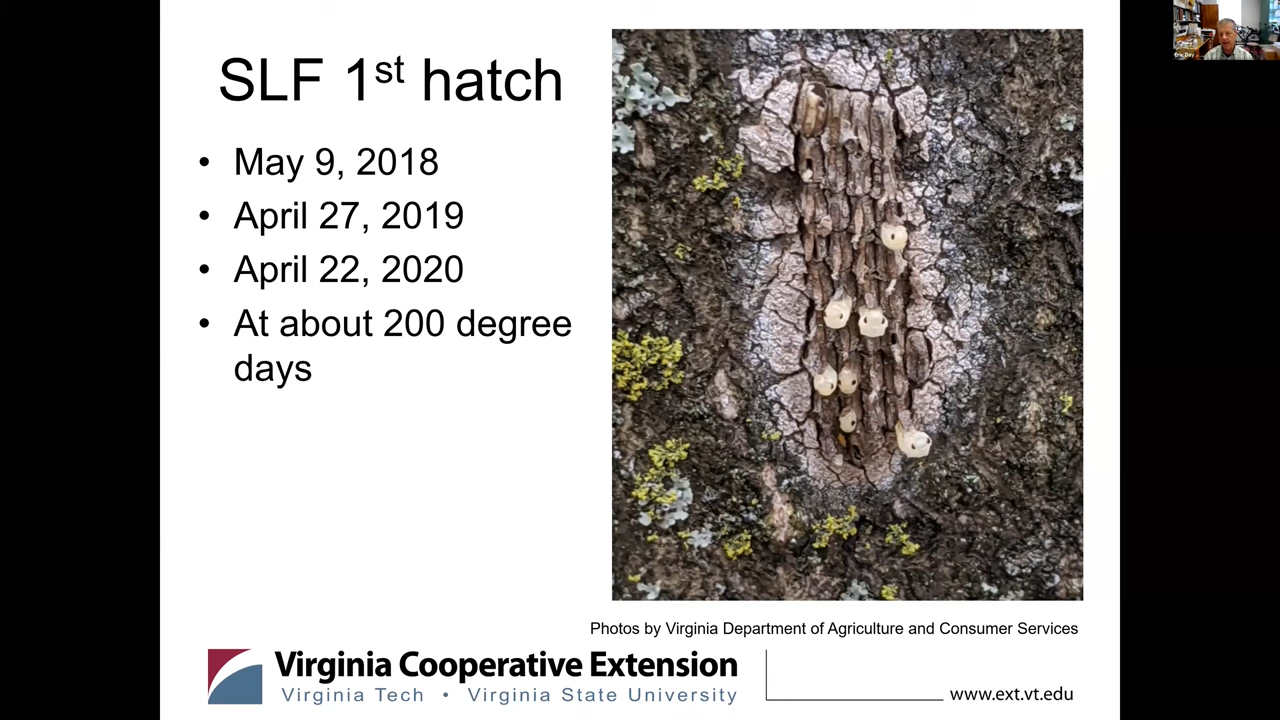 SLF 1st hatch
• May 9, 2018
• April 27, 2019
• April 22, 2020
• At about 200 degree
days
Photos by Virginia Department of Agriculture and Consumer Services
Virginia Cooperative Extension
Virginia Tech • Virginia State University
www.ext.vt.edu
Eric Day